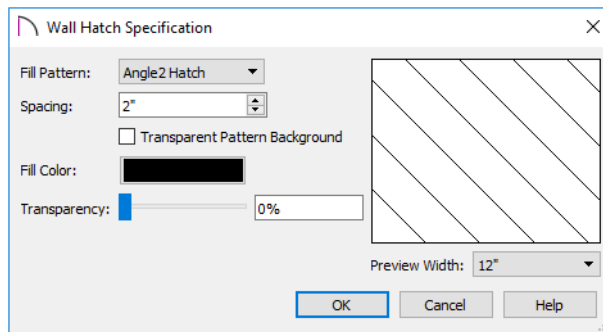 Wall Hatch Specification
Fill Pattern: Angle2 Hatch
Spacing: 2"
Transparent Pattern Background
Fill Color:
Transparency: 0%
Preview Width: 12"
OK Cancel Help